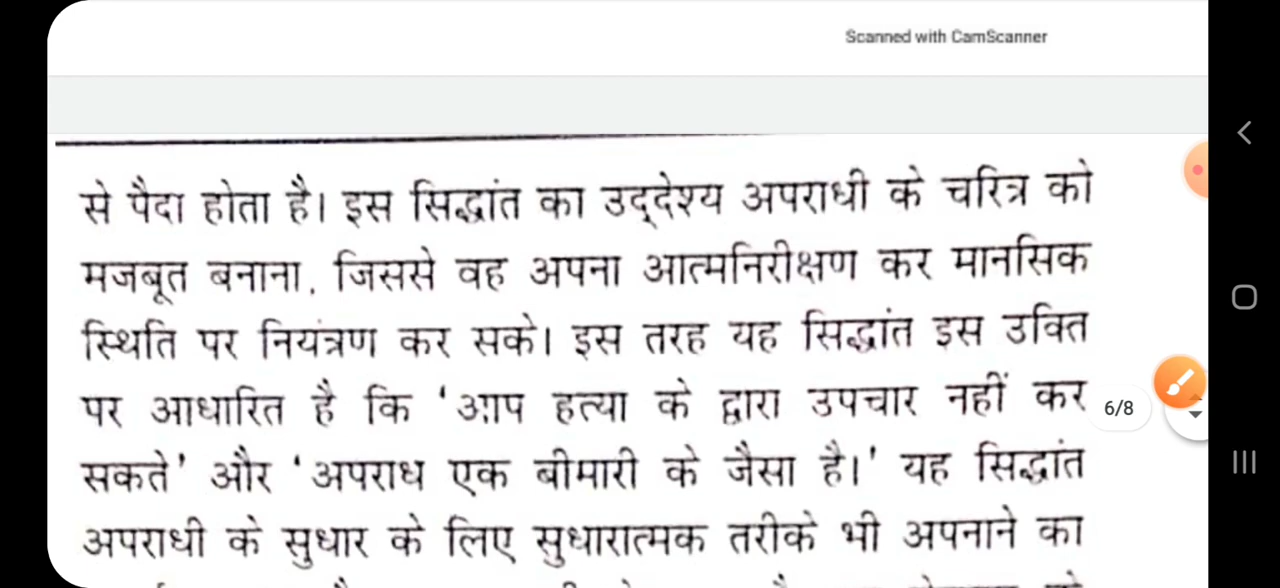 Scanned with CamScanner
से पैदा होता है। इस सिद्धांत का उद्देश्य अपराधी के चरित्र को
मजबूत बनाना, जिससे वह अपना आत्मनिरीक्षण कर मानसिक
स्थिति पर नियंत्रण कर सके। इस तरह यह सिद्धांत इस उक्ति
पर आधारित है कि 'आप हत्या के द्वारा उपचार नहीं कर
6/8
सकते' और 'अपराध एक बीमारी के जैसा है।' यह सिद्धांत
अपराधी के सुधार के लिए सुधारात्मक तरीके भी अपनाने का